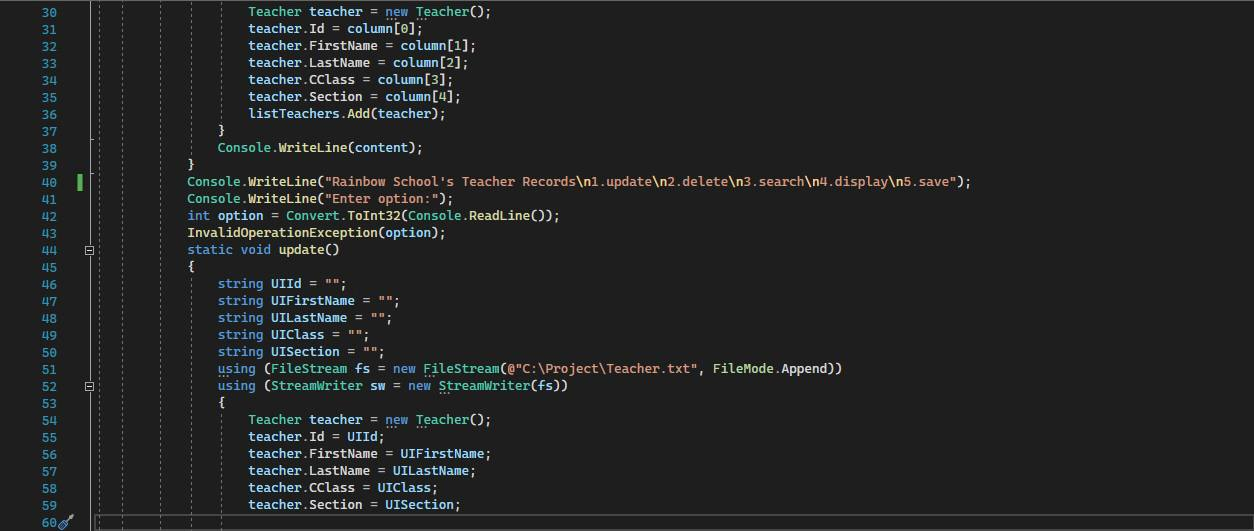 30 Teacher teacher = new Teacher();
31 teacher.Id = column[0];
32 teacher.FirstName = column[1];
33 teacher.LastName = column[2];
34 teacher.CClass = column[3];
35 teacher.Section = column[4];
36 listTeachers.Add(teacher);
37 }
38 Console.WriteLine(content);
39 }
40 Console.WriteLine("Rainbow School's Teacher Records\n1.update\n2.delete\n3.search\n4.display\n5.save");
41 Console.WriteLine("Enter option:");
42 int option = Convert.ToInt32(Console.ReadLine());
43 InvalidOperationException(option);
44 static void update()
45 {
46 string UIId = "";
47 string UIFirstName = "";
48 string UILastName = "";
49 string UIClass = "";
50 string UISection = "";
51 using (FileStream fs = new FileStream(@"C:\Project\Teacher.txt", FileMode.Append))
52 using (StreamWriter sw = new StreamWriter(fs))
53 {
54 Teacher teacher = new Teacher();
55 teacher.Id = UIId;
56 teacher.FirstName = UIFirstName;
57 teacher.LastName = UILastName;
58 teacher.CClass = UIClass;
59 teacher.Section = UISection;
60